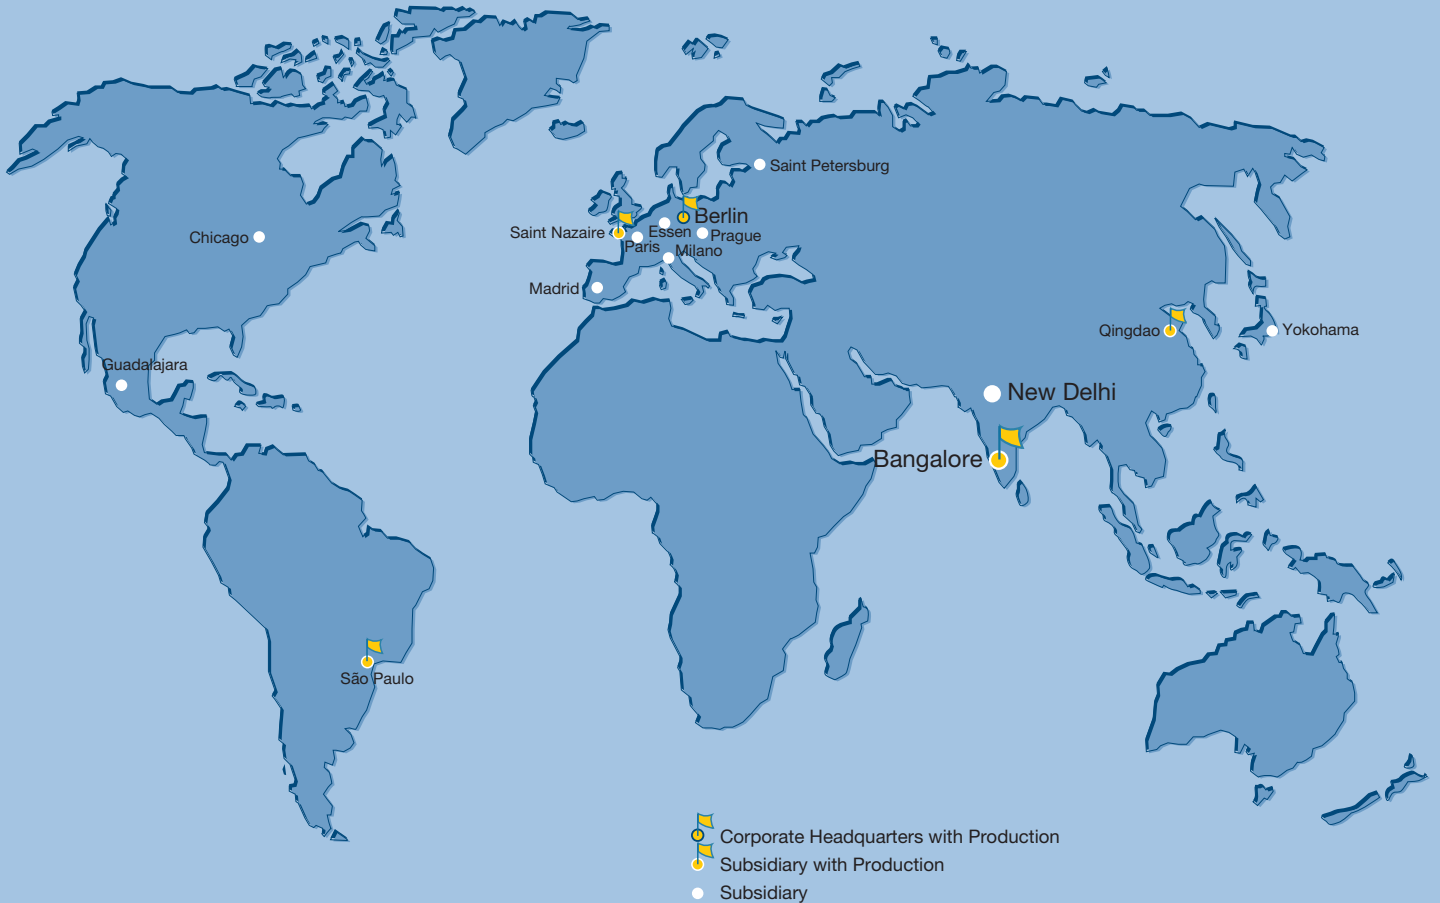 Saint Petersburg
Berlin
Saint Nazaire
Essen
Prague
Chicago
Paris
Milano
Madrid
Qingdao
Yokohama
Guadalajara
New Delhi
Bangalore
São Paulo
Corporate Headquarters with Production
Subsidiary with Production
Subsidiary